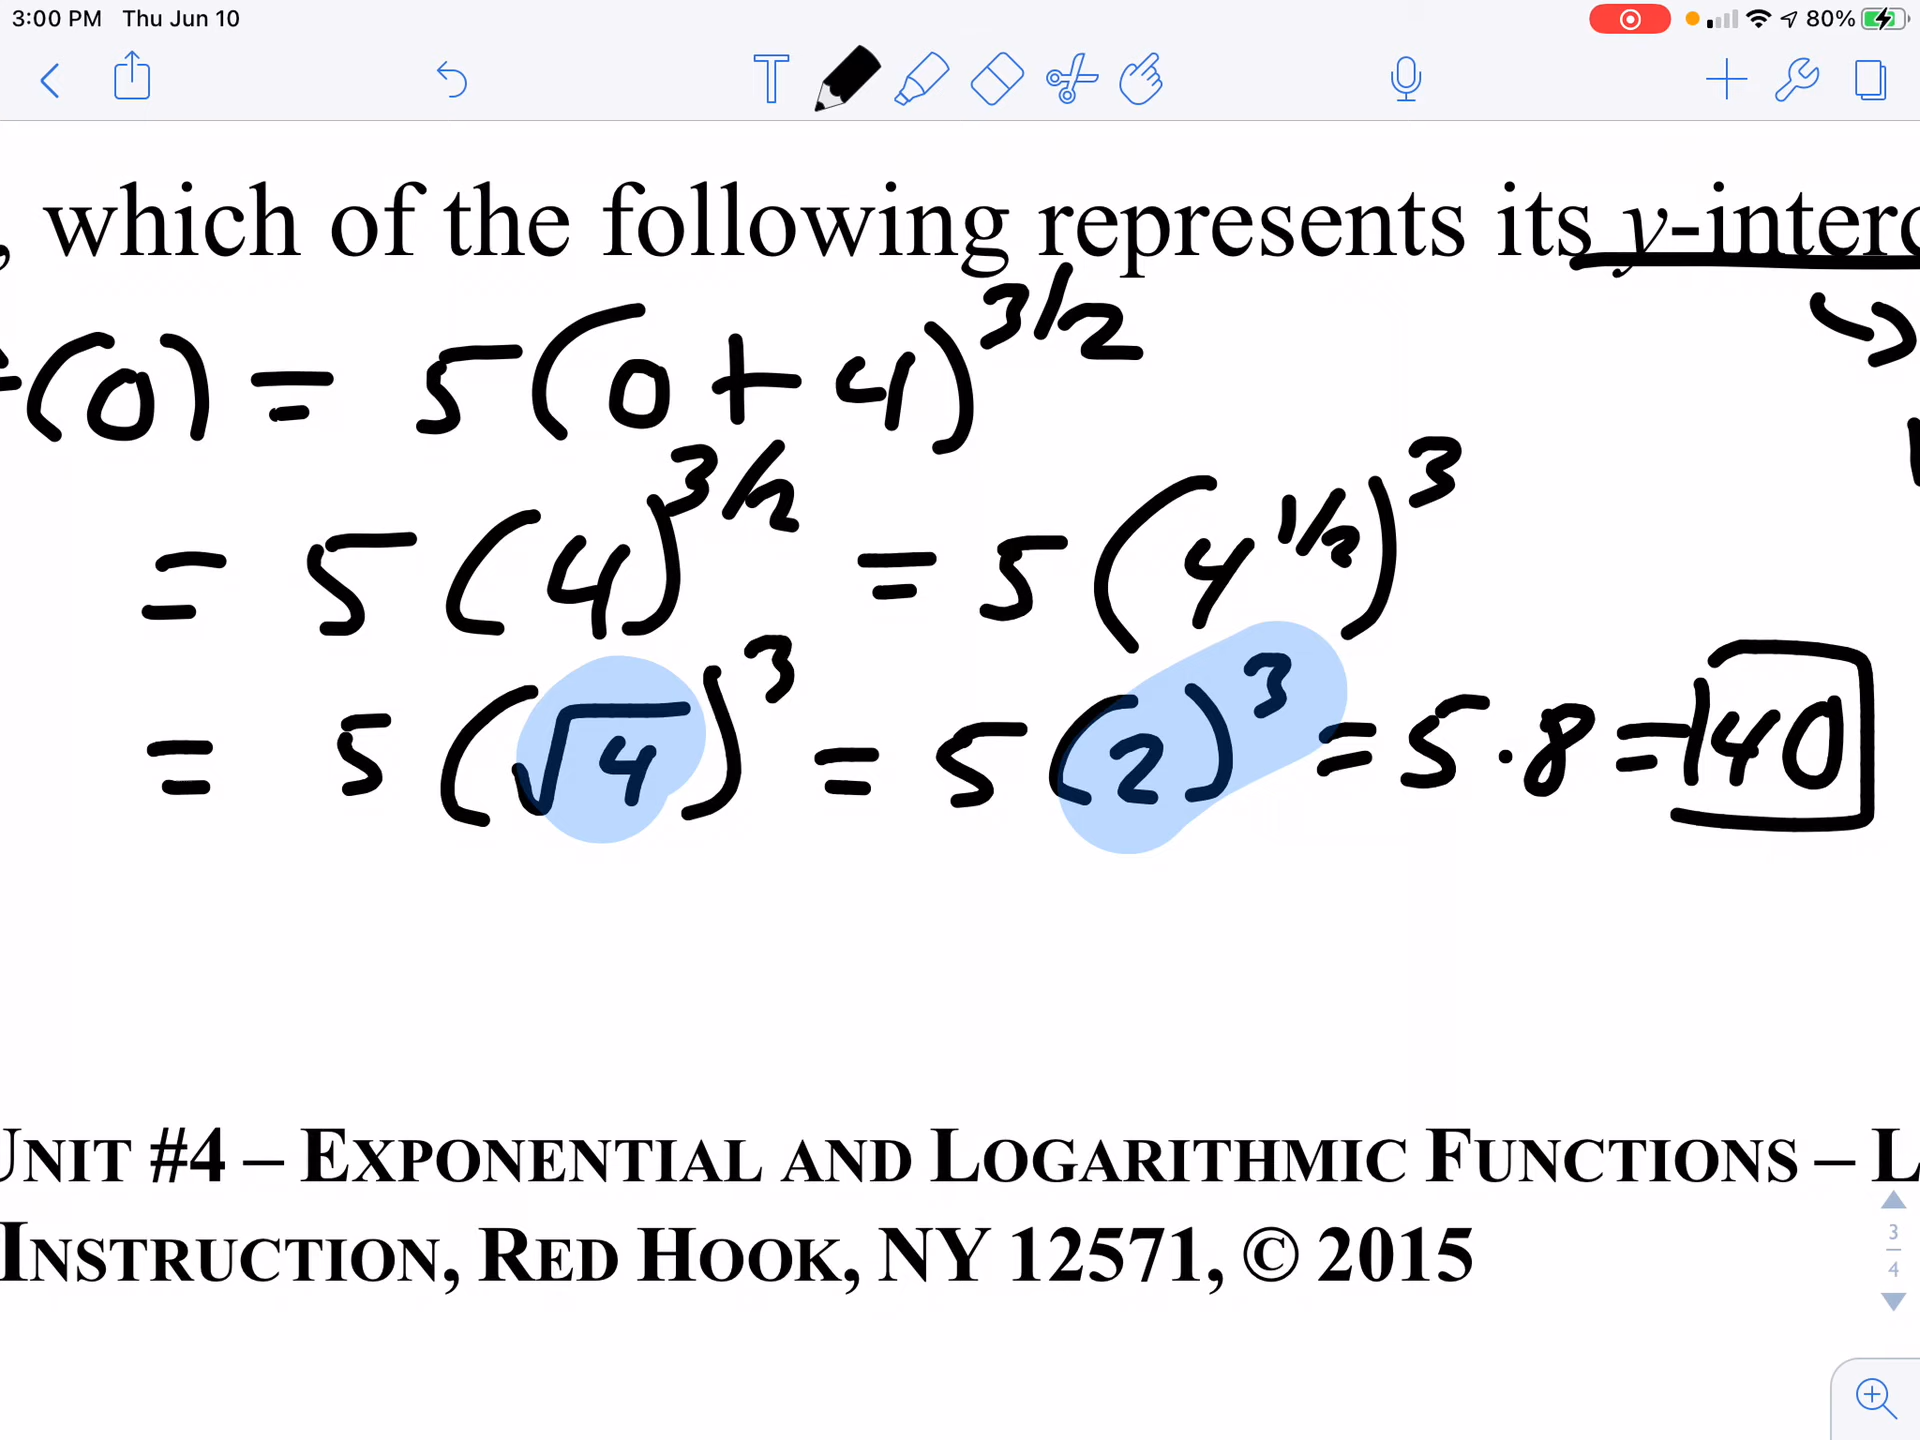 3:00 PM Thu Jun 10 80%
, which of the following represents its y-interc
f(0) = 5(0+4)^3/2
= 5(4)^3/2 = 5(4^1/2)^3
= 5(√4)^3 = 5(2)^3 = 5·8 = 140
UNIT #4 – EXPONENTIAL AND LOGARITHMIC FUNCTIONS – L
INSTRUCTION, RED HOOK, NY 12571, © 2015
3
4